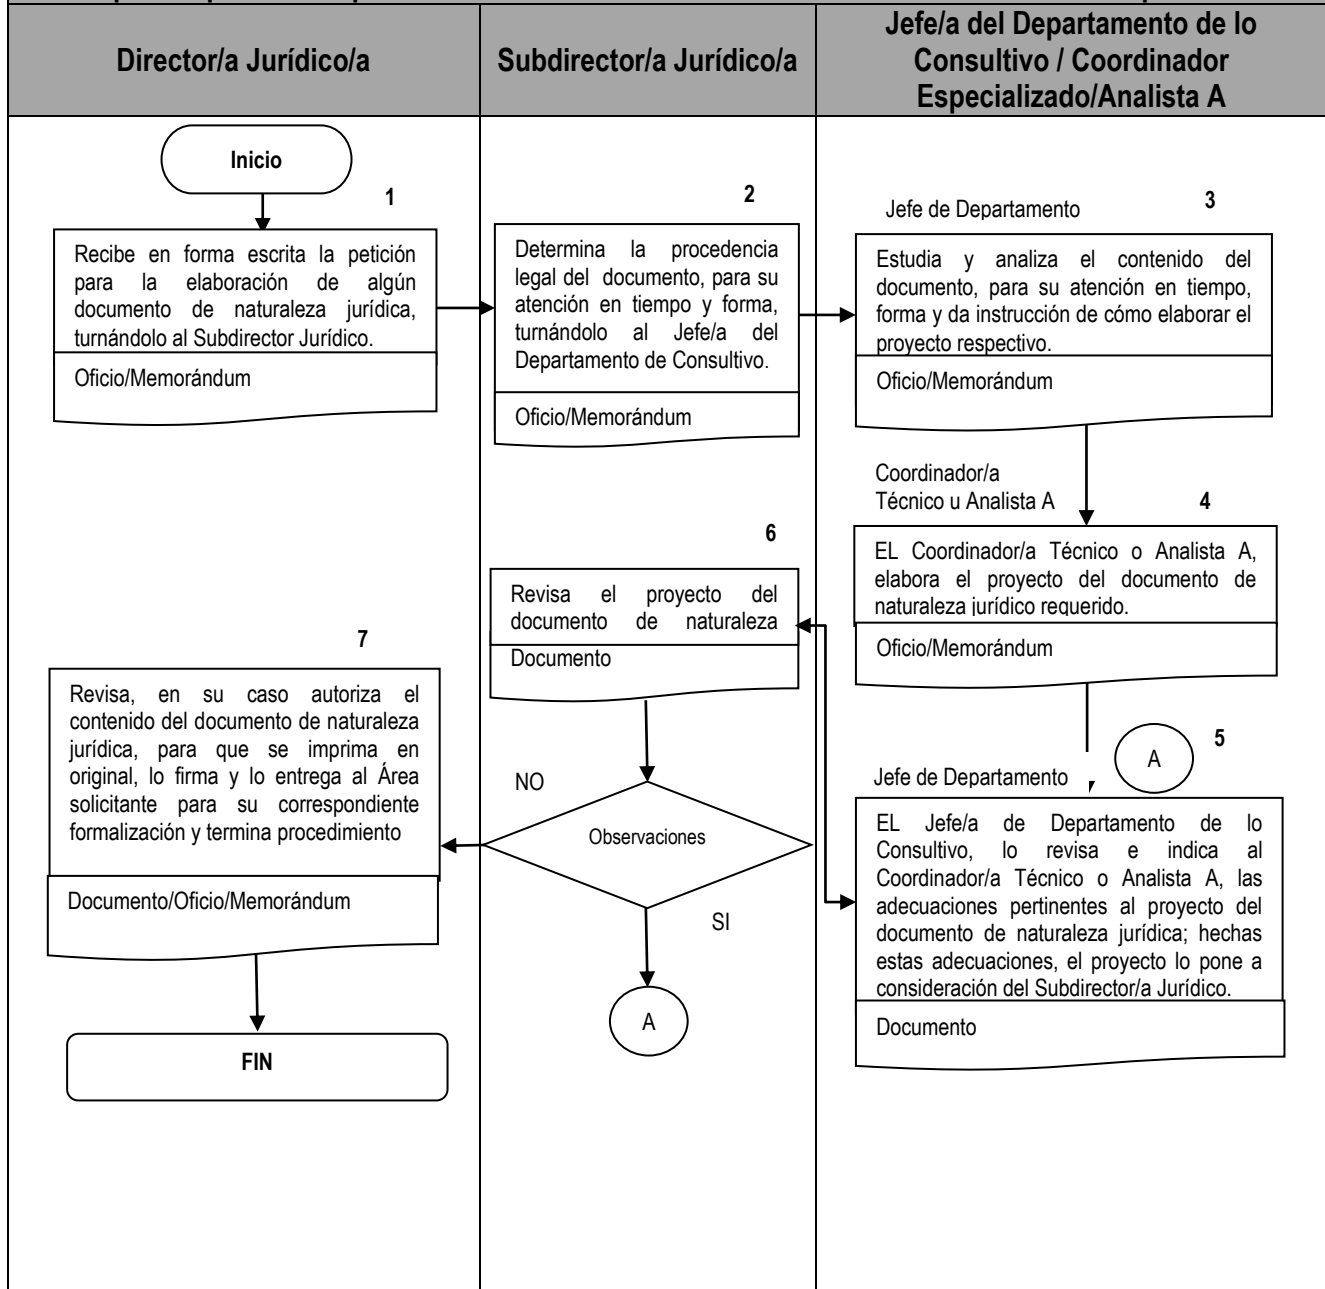 Director/a Jurídico/a
Subdirector/a Jurídico/a
Jefe/a del Departamento de lo
Consultivo / Coordinador
Especializado/Analista A
Inicio
1
Recibe en forma escrita la petición
para la elaboración de algún
documento de naturaleza jurídica,
turnándolo al Subdirector Jurídico.
Oficio/Memorándum
2
Determina la procedencia
legal del documento, para su
atención en tiempo y forma,
turnándolo al Jefe/a del
Departamento de Consultivo.
Oficio/Memorándum
Jefe de Departamento
3
Estudia y analiza el contenido del
documento, para su atención en tiempo,
forma y da instrucción de cómo elaborar el
proyecto respectivo.
Oficio/Memorándum
Coordinador/a
Técnico u Analista A
4
EL Coordinador/a Técnico o Analista A,
elabora el proyecto del documento de
naturaleza jurídico requerido.
Oficio/Memorándum
A
5
Jefe de Departamento
EL Jefe/a de Departamento de lo
Consultivo, lo revisa e indica al
Coordinador/a Técnico o Analista A, las
adecuaciones pertinentes al proyecto del
documento de naturaleza jurídica; hechas
estas adecuaciones, el proyecto lo pone a
consideración del Subdirector/a Jurídico.
Documento
6
Revisa el proyecto del
documento de naturaleza
Documento
Observaciones
NO
SI
A
7
Revisa, en su caso autoriza el
contenido del documento de naturaleza
jurídica, para que se imprima en
original, lo firma y lo entrega al Área
solicitante para su correspondiente
formalización y termina procedimiento
Documento/Oficio/Memorándum
FIN